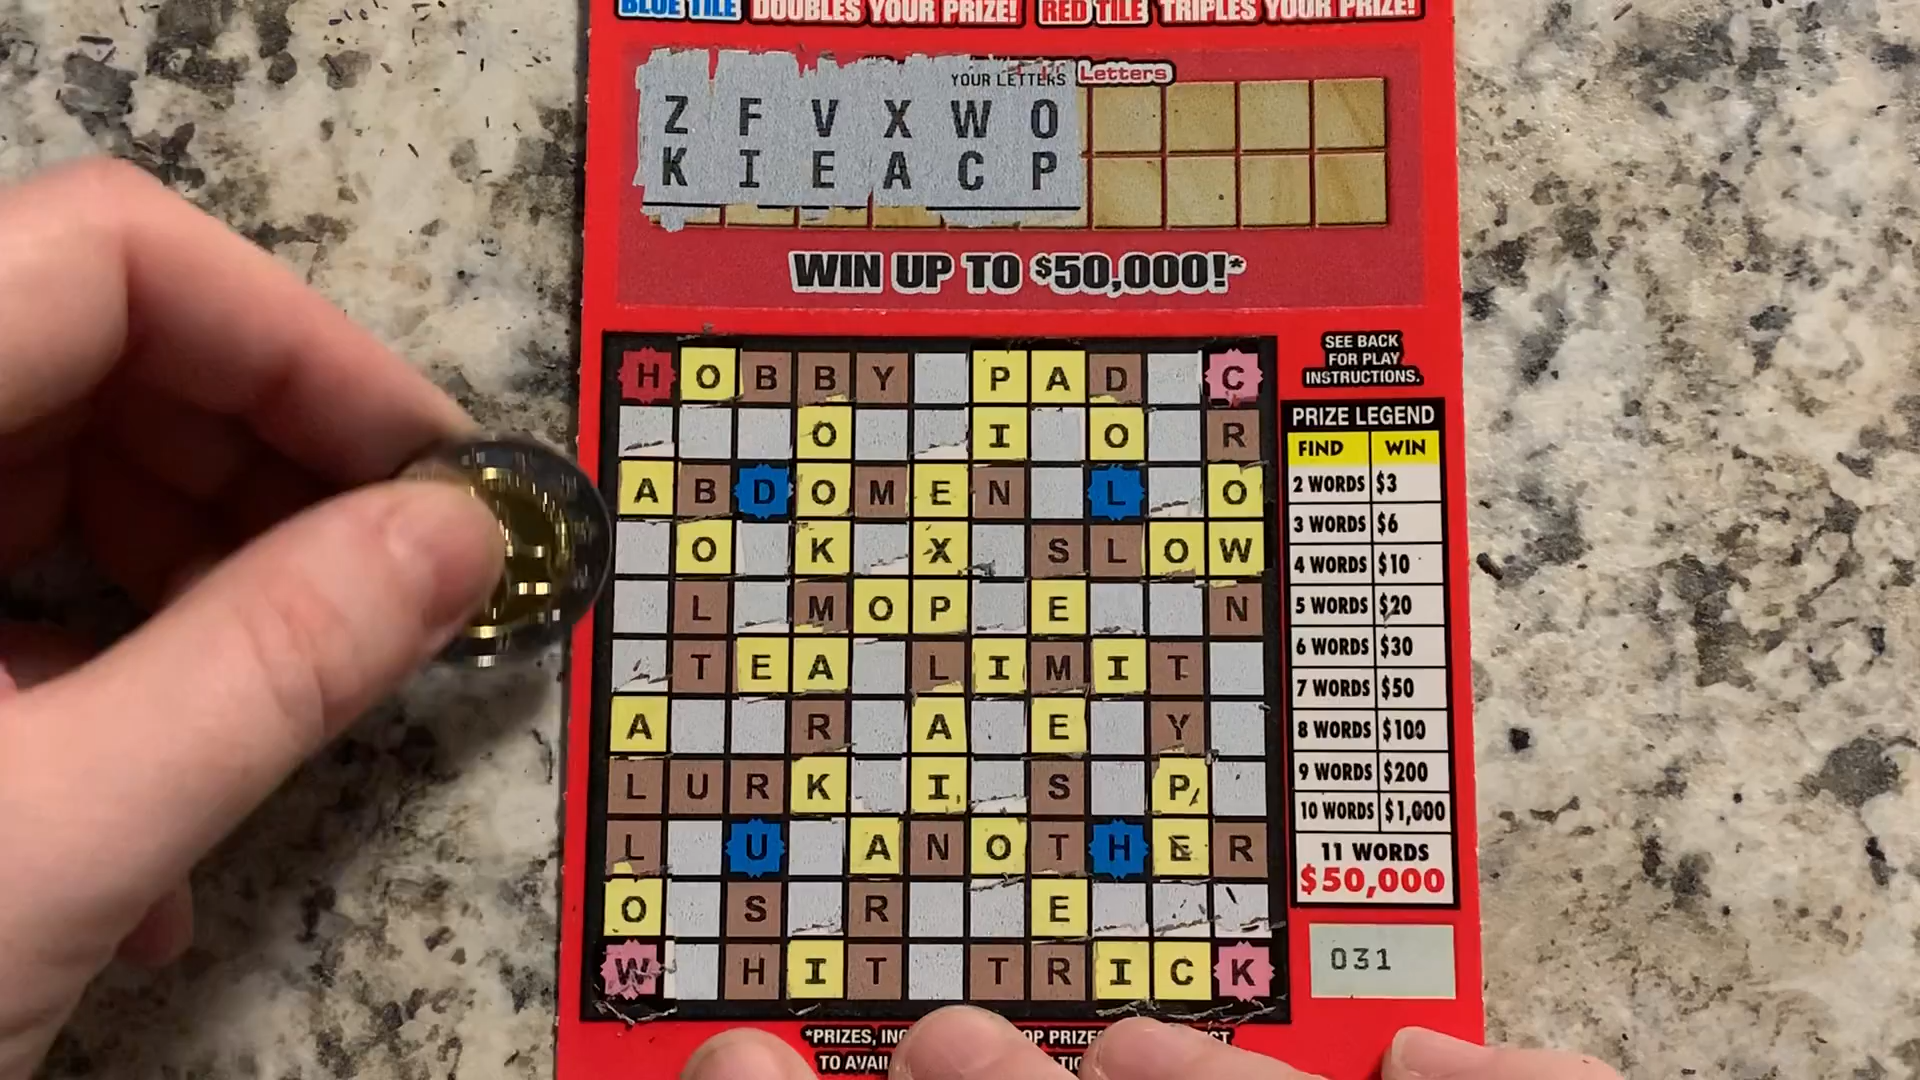 BLUE TILE DOUBLES YOUR PRIZE! RED TILE TRIPLES YOUR PRIZE!
YOUR LETTERS Letters
Z F V X W O
K I E A C P
WIN UP TO $50,000!*
H O B B Y P A D C
O I O R
A B D O M E N L O
O K X S L O W
L M O P E N
T E A L I M I T
A R A E Y
L L U R K I S P
L U A N O T H E R
O S R E
W H I T T R I C K
SEE BACK
FOR PLAY
INSTRUCTIONS.
PRIZE LEGEND
FIND WIN
2 WORDS $3
3 WORDS $6
4 WORDS $10
5 WORDS $20
6 WORDS $30
7 WORDS $50
8 WORDS $100
9 WORDS $200
10 WORDS $1,000
11 WORDS
$50,000
031
*PRIZES,
TO